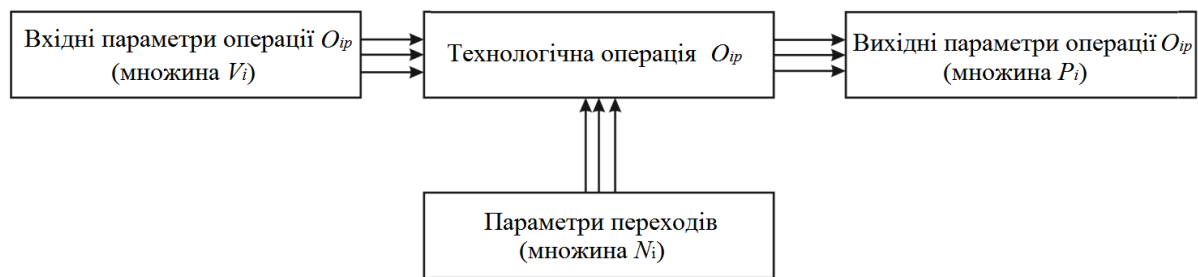 Вхідні параметри операції Oip
(множина Vi)
Технологічна операція Oip
Вихідні параметри операції Oip
(множина Pi)
Параметри переходів
(множина Ni)